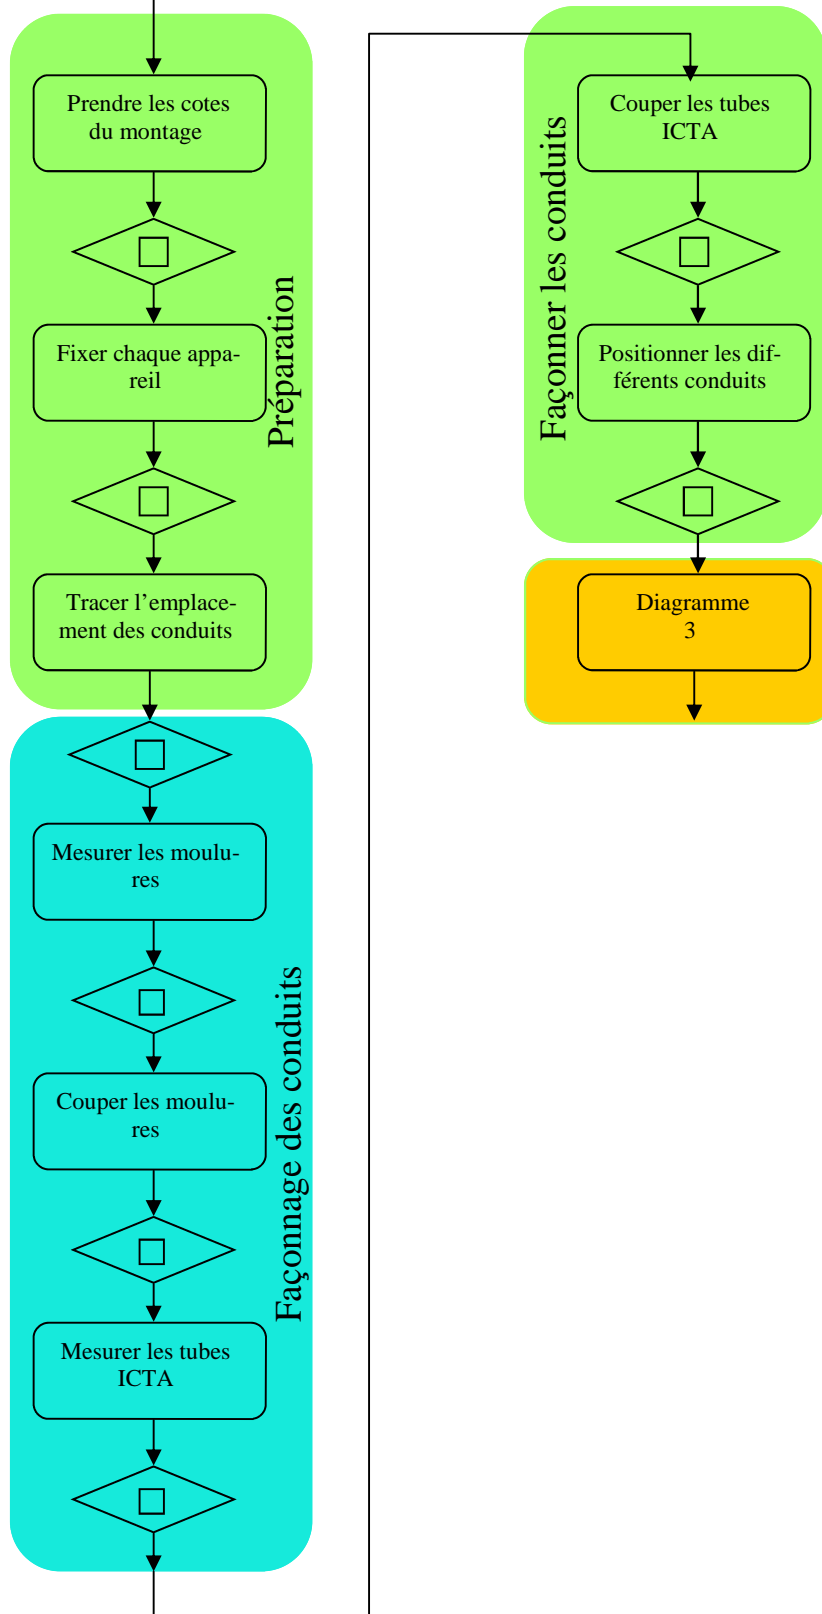 Prendre les cotes
du montage
Fixer chaque appa-
reil
Tracer l’emplace-
ment des conduits
Préparation
Mesurer les moulu-
res
Couper les moulu-
res
Mesurer les tubes
ICTA
Façonnage des conduits
Couper les tubes
ICTA
Positionner les dif-
férents conduits
Façonner les conduits
Diagramme
3